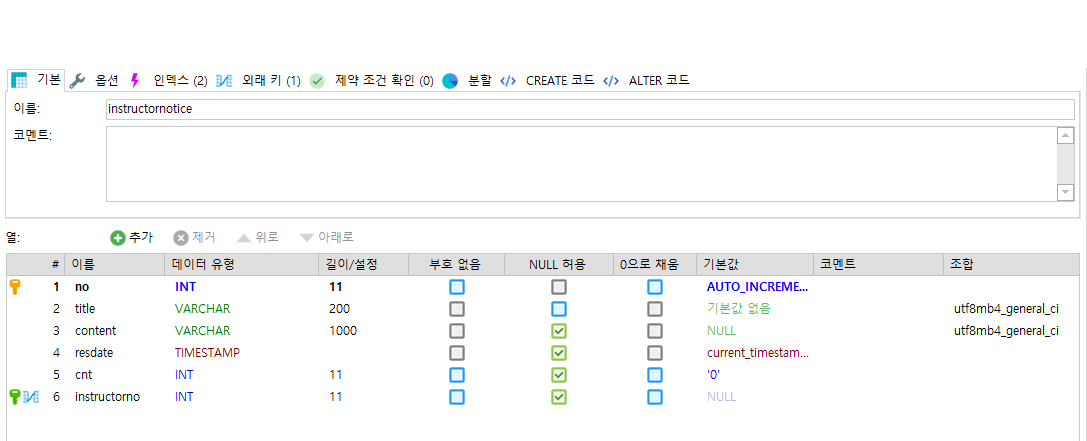 기본 옵션 인덱스 (2) 외래 키 (1) 제약 조건 확인 (0) 분할 CREATE 코드 ALTER 코드
이름: instructornotice
코멘트:
열: 추가 제거 위로 아래로
# 이름 데이터 유형 길이/설정 부호 없음 NULL 허용 0으로 채움 기본값 코멘트 조합
1 no INT 11 AUTO_INCREME...
2 title VARCHAR 200 기본값 없음 utf8mb4_general_ci
3 content VARCHAR 1000 NULL utf8mb4_general_ci
4 resdate TIMESTAMP current_timestam...
5 cnt INT 11 '0'
6 instructorno INT 11 NULL